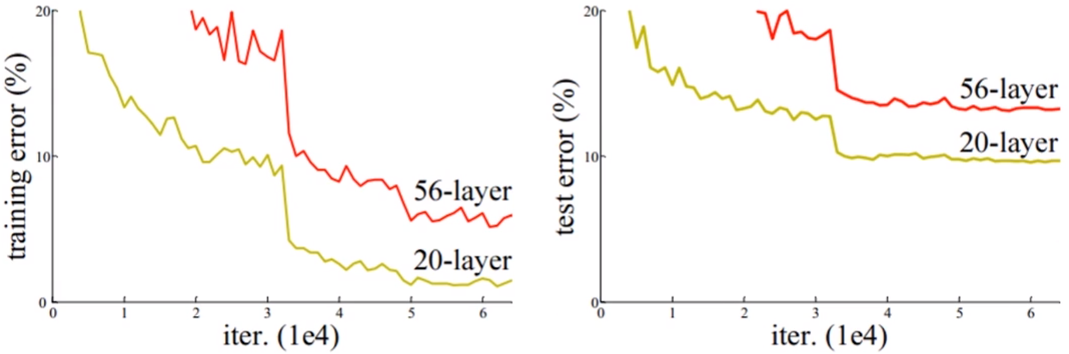 20
10
0
training error (%)
56-layer
20-layer
0 1 2 3 4 5 6
iter. (1e4)
20
10
0
test error (%)
56-layer
20-layer
0 1 2 3 4 5 6
iter. (1e4)